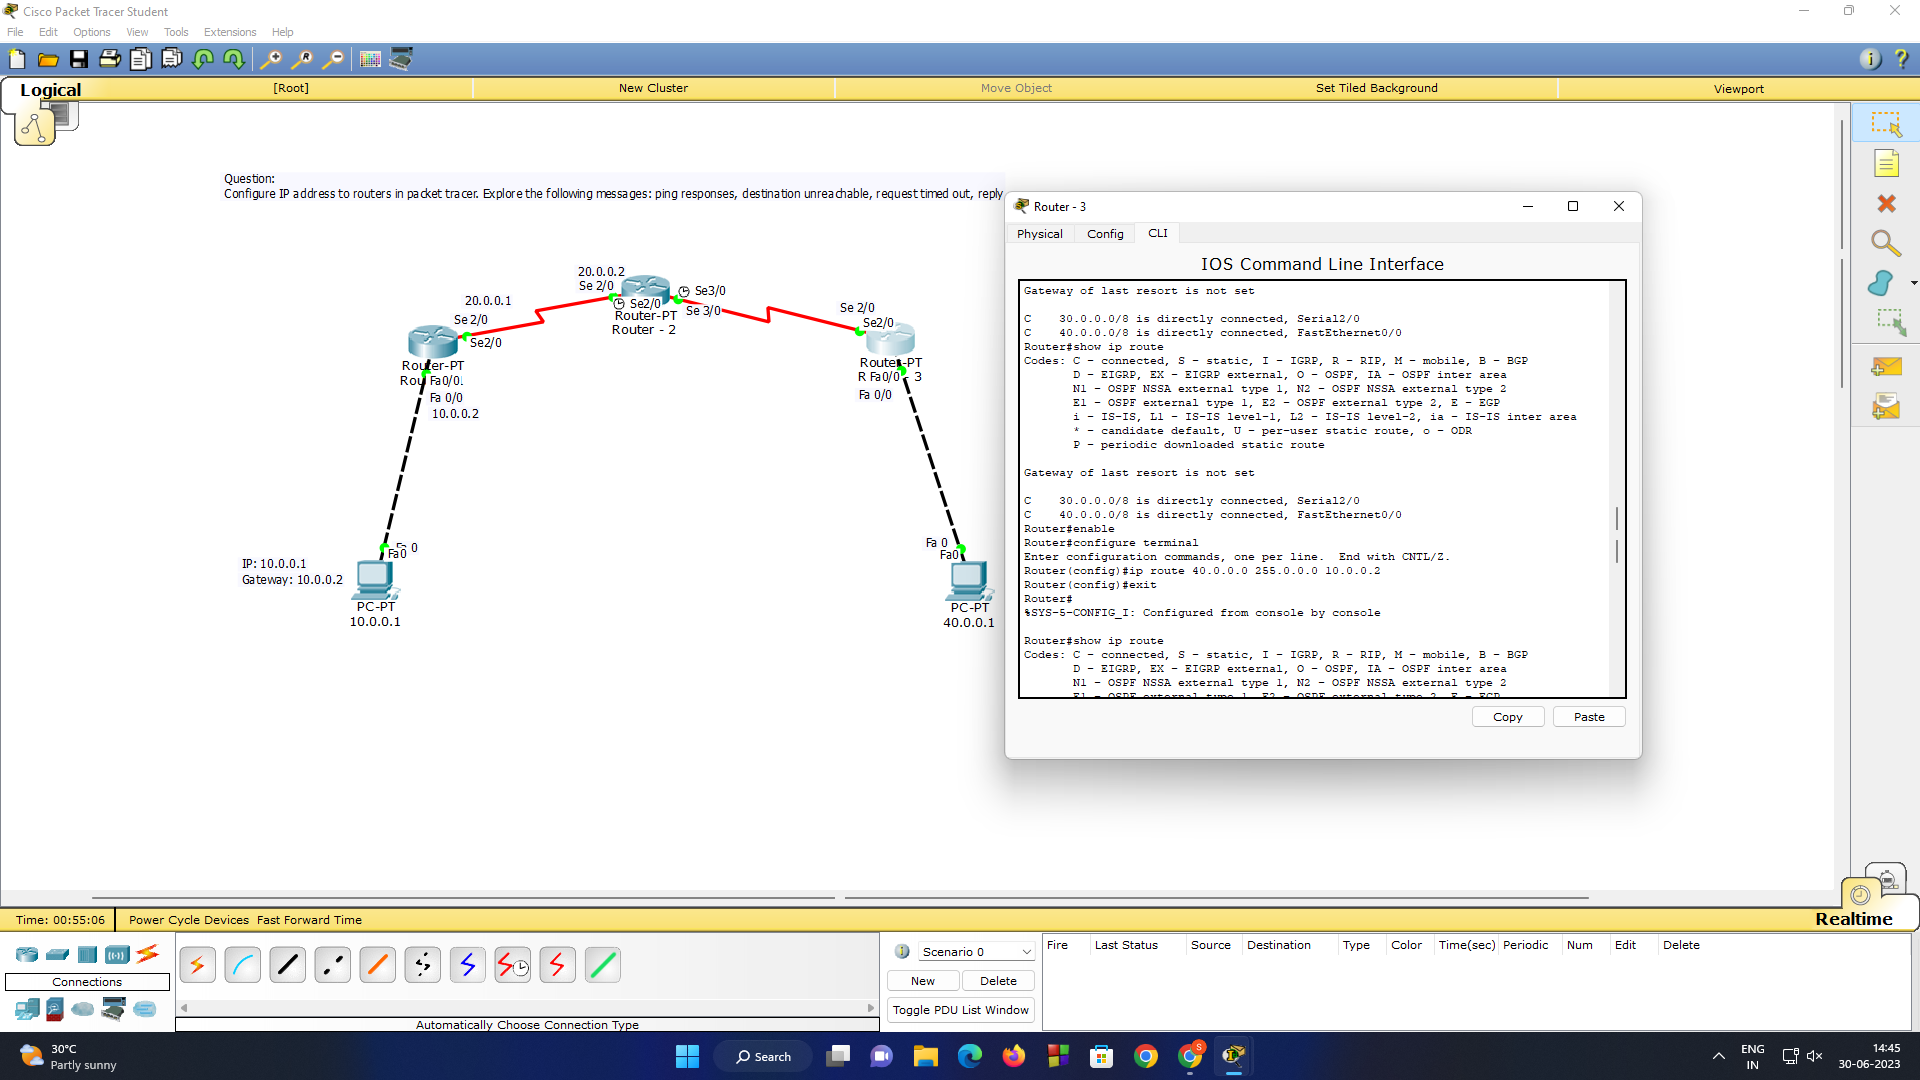 Cisco Packet Tracer Student
File Edit Options View Tools Extensions Help
Logical [Root] New Cluster Move Object Set Tiled Background Viewport
Question:
Configure IP address to routers in packet tracer. Explore the following messages: ping responses, destination unreachable, request timed out, reply
20.0.0.2
Se 2/0
Se3/0
Se2/0
Se 3/0
Router-PT
Router - 2
20.0.0.1
Se 2/0
Se2/0
Router-PT
Rou Fa0/0
Fa 0/0
10.0.0.2
Se 2/0
Se2/0
Router-PT
R Fa0/0 - 3
Fa 0/0
0
Fa0
IP: 10.0.0.1
Gateway: 10.0.0.2
PC-PT
10.0.0.1
Fa 0
Fa0
PC-PT
40.0.0.1
Router - 3
Physical Config CLI
IOS Command Line Interface
Gateway of last resort is not set
C    30.0.0.0/8 is directly connected, Serial2/0
C    40.0.0.0/8 is directly connected, FastEthernet0/0
Router#show ip route
Codes: C - connected, S - static, I - IGRP, R - RIP, M - mobile, B - BGP
D - EIGRP, EX - EIGRP external, O - OSPF, IA - OSPF inter area
N1 - OSPF NSSA external type 1, N2 - OSPF NSSA external type 2
E1 - OSPF external type 1, E2 - OSPF external type 2, E - EGP
i - IS-IS, L1 - IS-IS level-1, L2 - IS-IS level-2, ia - IS-IS inter area
* - candidate default, U - per-user static route, o - ODR
P - periodic downloaded static route
Gateway of last resort is not set
C    30.0.0.0/8 is directly connected, Serial2/0
C    40.0.0.0/8 is directly connected, FastEthernet0/0
Router#enable
Router#configure terminal
Enter configuration commands, one per line.  End with CNTL/Z.
Router(config)#ip route 40.0.0.0 255.0.0.0 10.0.0.2
Router(config)#exit
Router#
%SYS-5-CONFIG_I: Configured from console by console
Router#show ip route
Codes: C - connected, S - static, I - IGRP, R - RIP, M - mobile, B - BGP
D - EIGRP, EX - EIGRP external, O - OSPF, IA - OSPF inter area
N1 - OSPF NSSA external type 1, N2 - OSPF NSSA external type 2
E1 - OSPF external type 1, E2 - OSPF external type 2, E - EGP
Copy Paste
Time: 00:55:06 Power Cycle Devices Fast Forward Time Realtime
Connections
Automatically Choose Connection Type
Scenario 0
New Delete
Toggle PDU List Window
Fire Last Status Source Destination Type Color Time(sec) Periodic Num Edit Delete
30°C
Partly sunny
Search
S
ENG
IN
14:45
30-06-2023